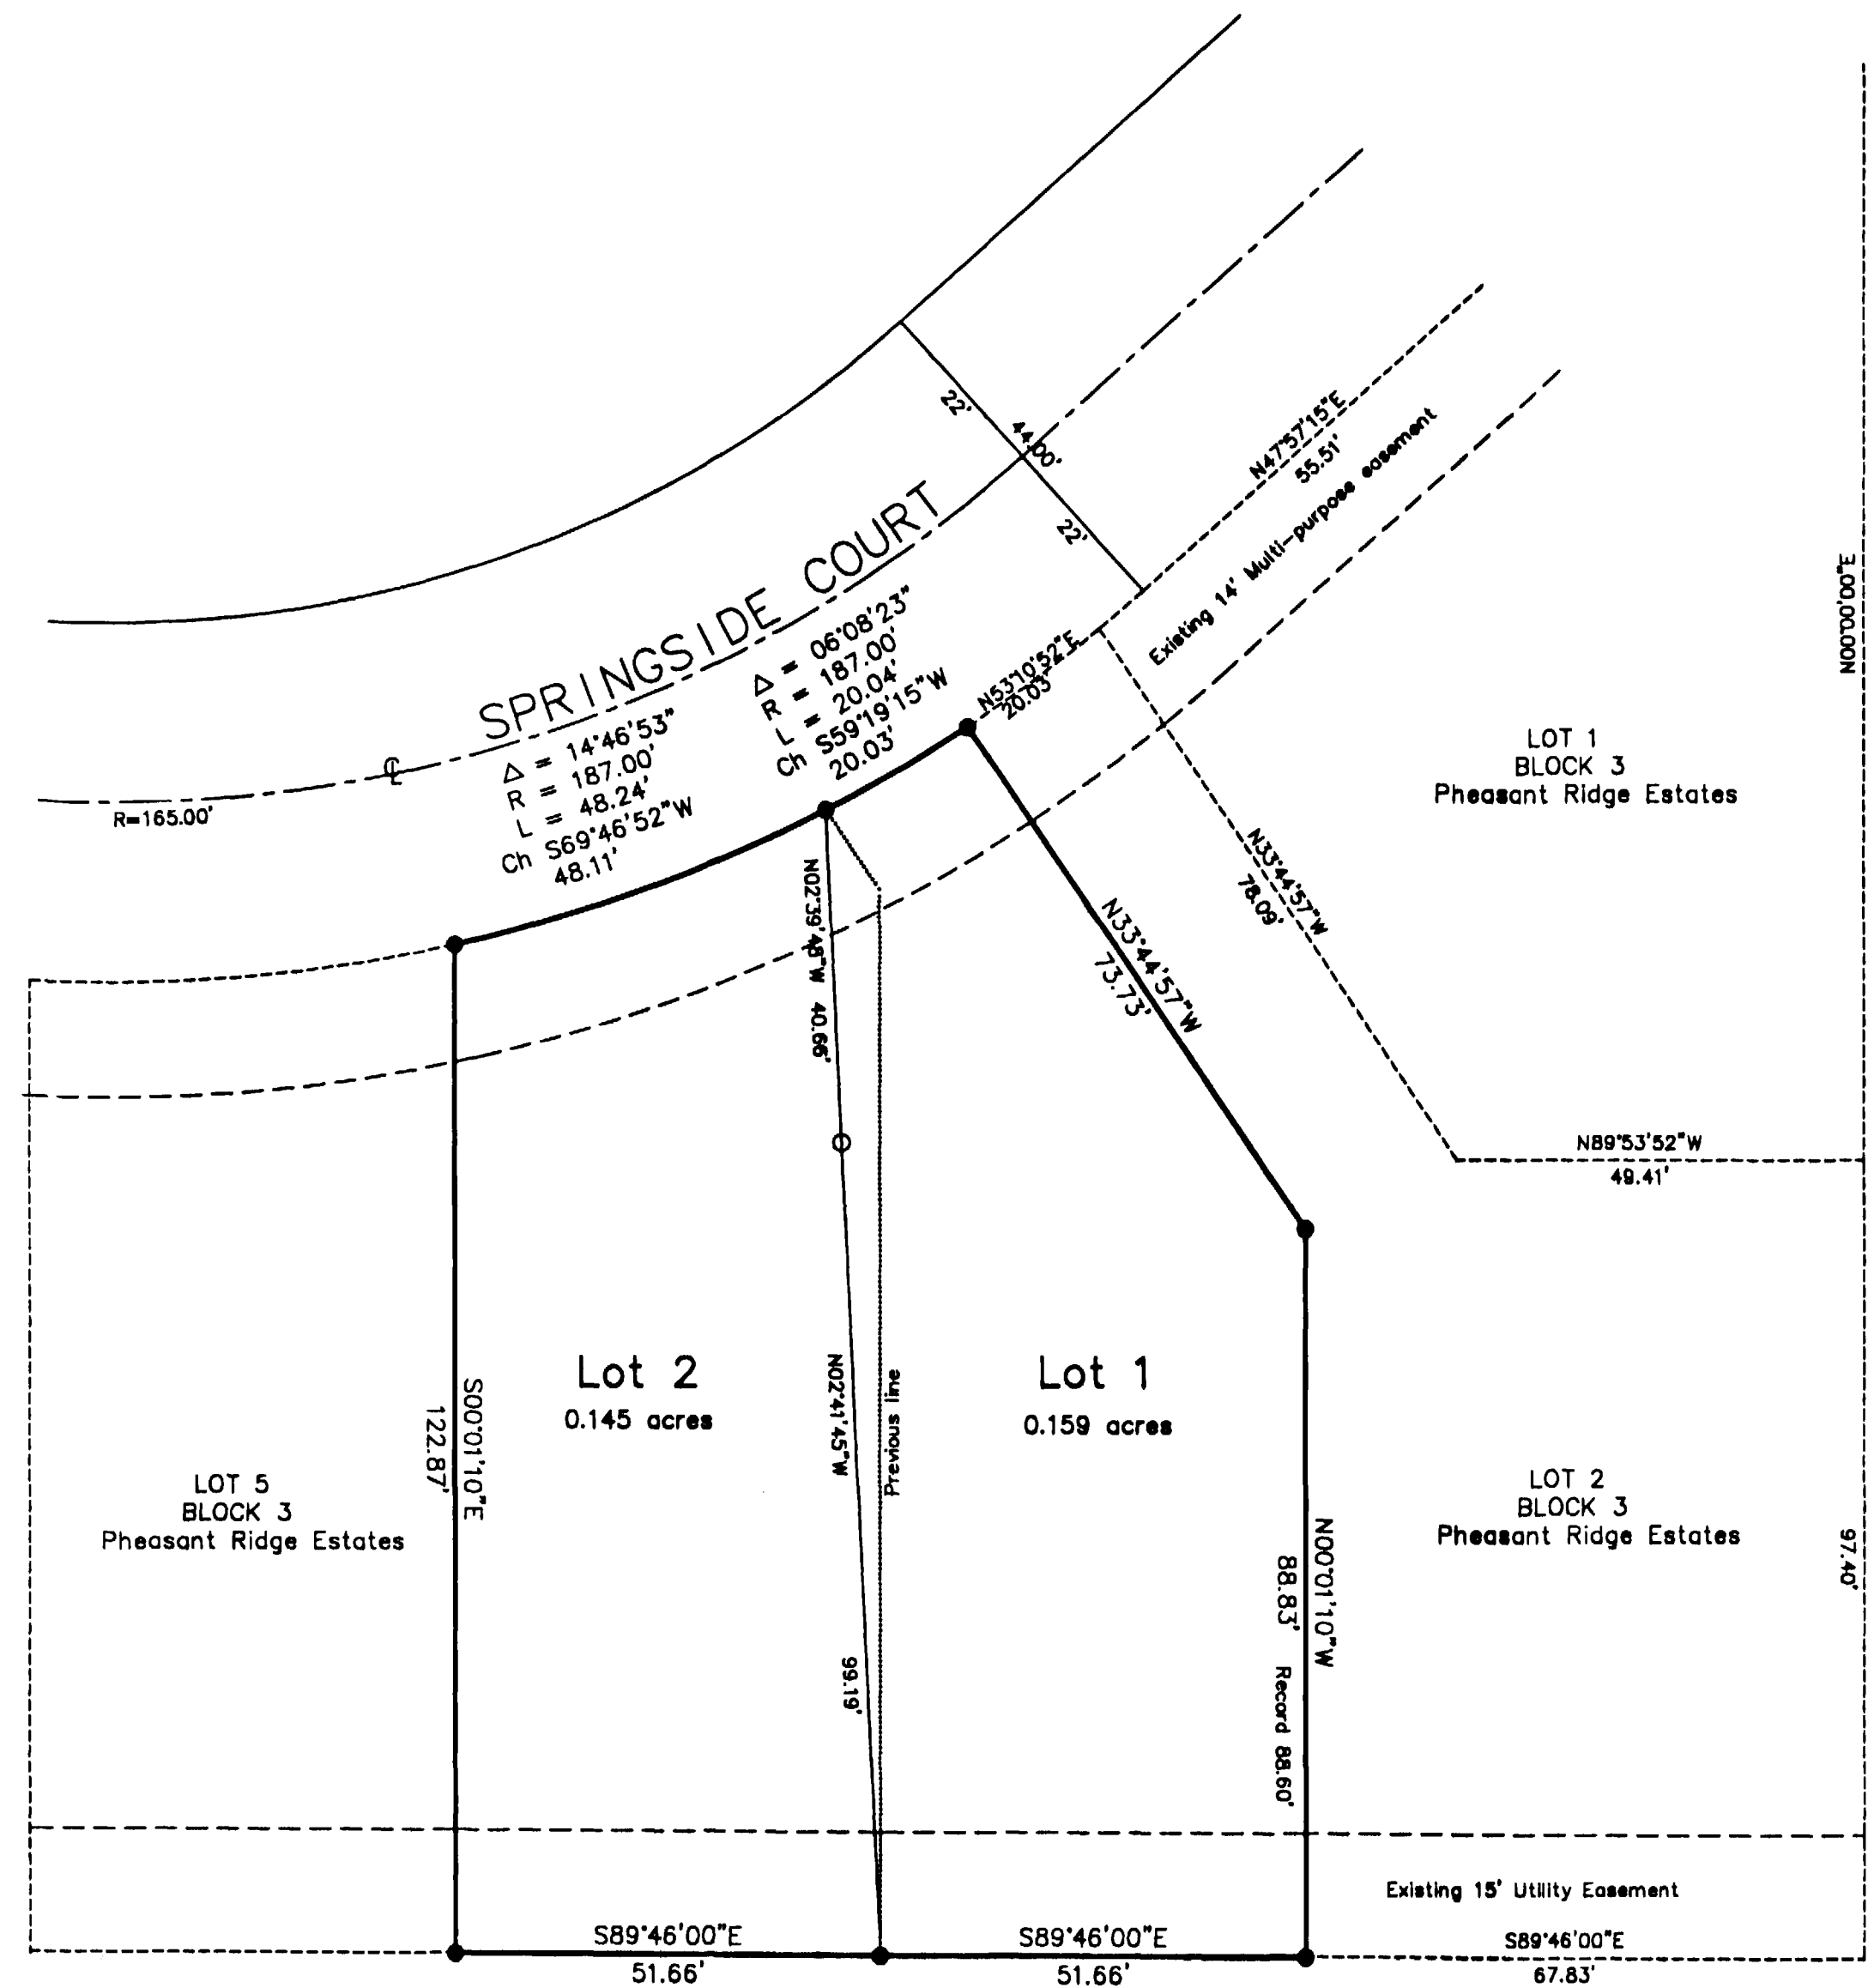 22'
44.00'
22'
N47°57'15"E
55.51'
Existing 14' Multi-purpose easement
N00°00'00"E
SPRINGSIDE COURT
℄
R=165.00'
Δ = 14°46'53"
R = 187.00'
L = 48.24'
Ch S69°46'52"W
48.11'
Δ = 06°08'23"
R = 187.00'
L = 20.04'
Ch S59°19'15"W
20.03'
N53°10'52"E
20.03'
LOT 1
BLOCK 3
Pheasant Ridge Estates
N33°44'57"W
78.09'
N33°44'57"W
73.73'
N02°39'48"W 40.66'
N89°53'52"W
49.41'
Lot 2
0.145 acres
Lot 1
0.159 acres
S00°01'10"E
122.87'
N02°41'45"W
99.19'
Previous line
LOT 5
BLOCK 3
Pheasant Ridge Estates
LOT 2
BLOCK 3
Pheasant Ridge Estates
N00°01'10"W
88.83' Record 88.60'
97.40'
Existing 15' Utility Easement
S89°46'00"E
51.66'
S89°46'00"E
51.66'
S89°46'00"E
67.83'